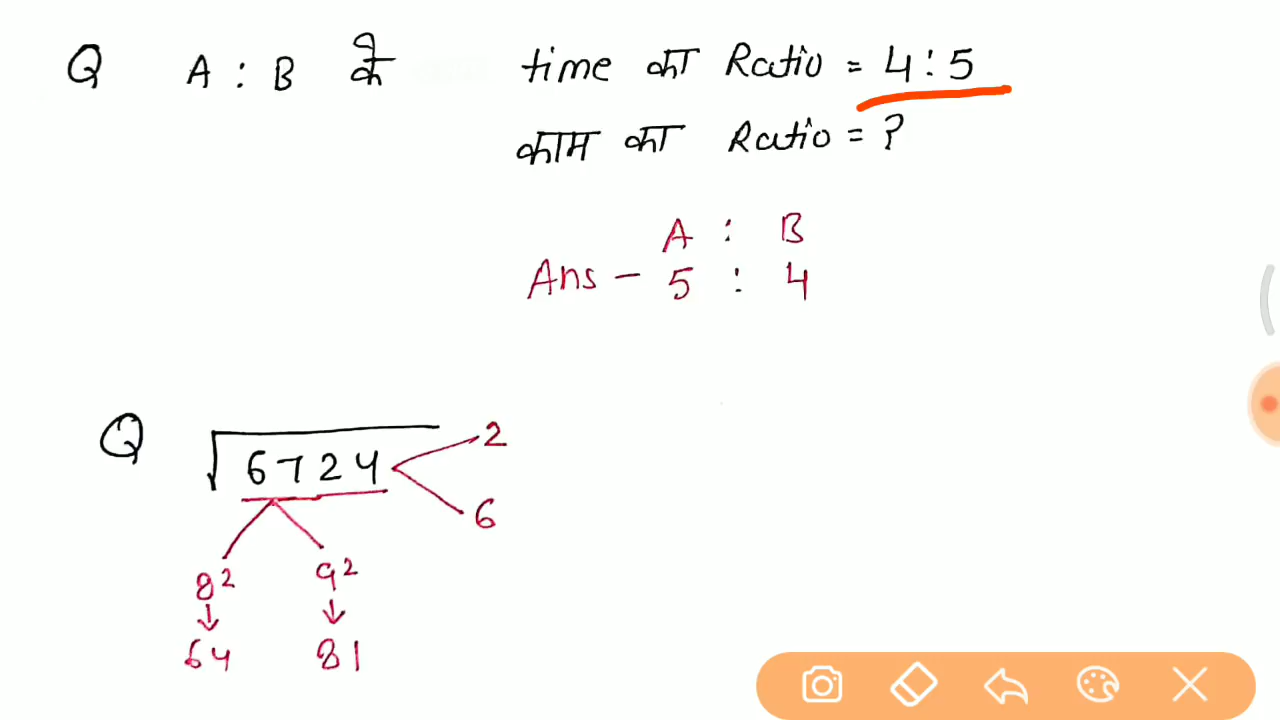 Q A : B के time का Ratio = 4 : 5
काम का Ratio = ?
A : B
Ans - 5 : 4
Q √6724 2
6
8² 9²
↓ ↓
64 81